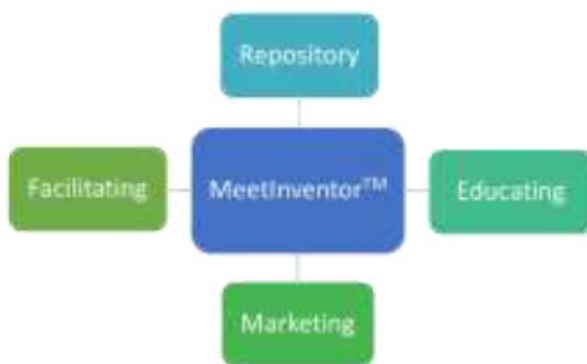 Repository
Facilitating
MeetInventor™
Educating
Marketing